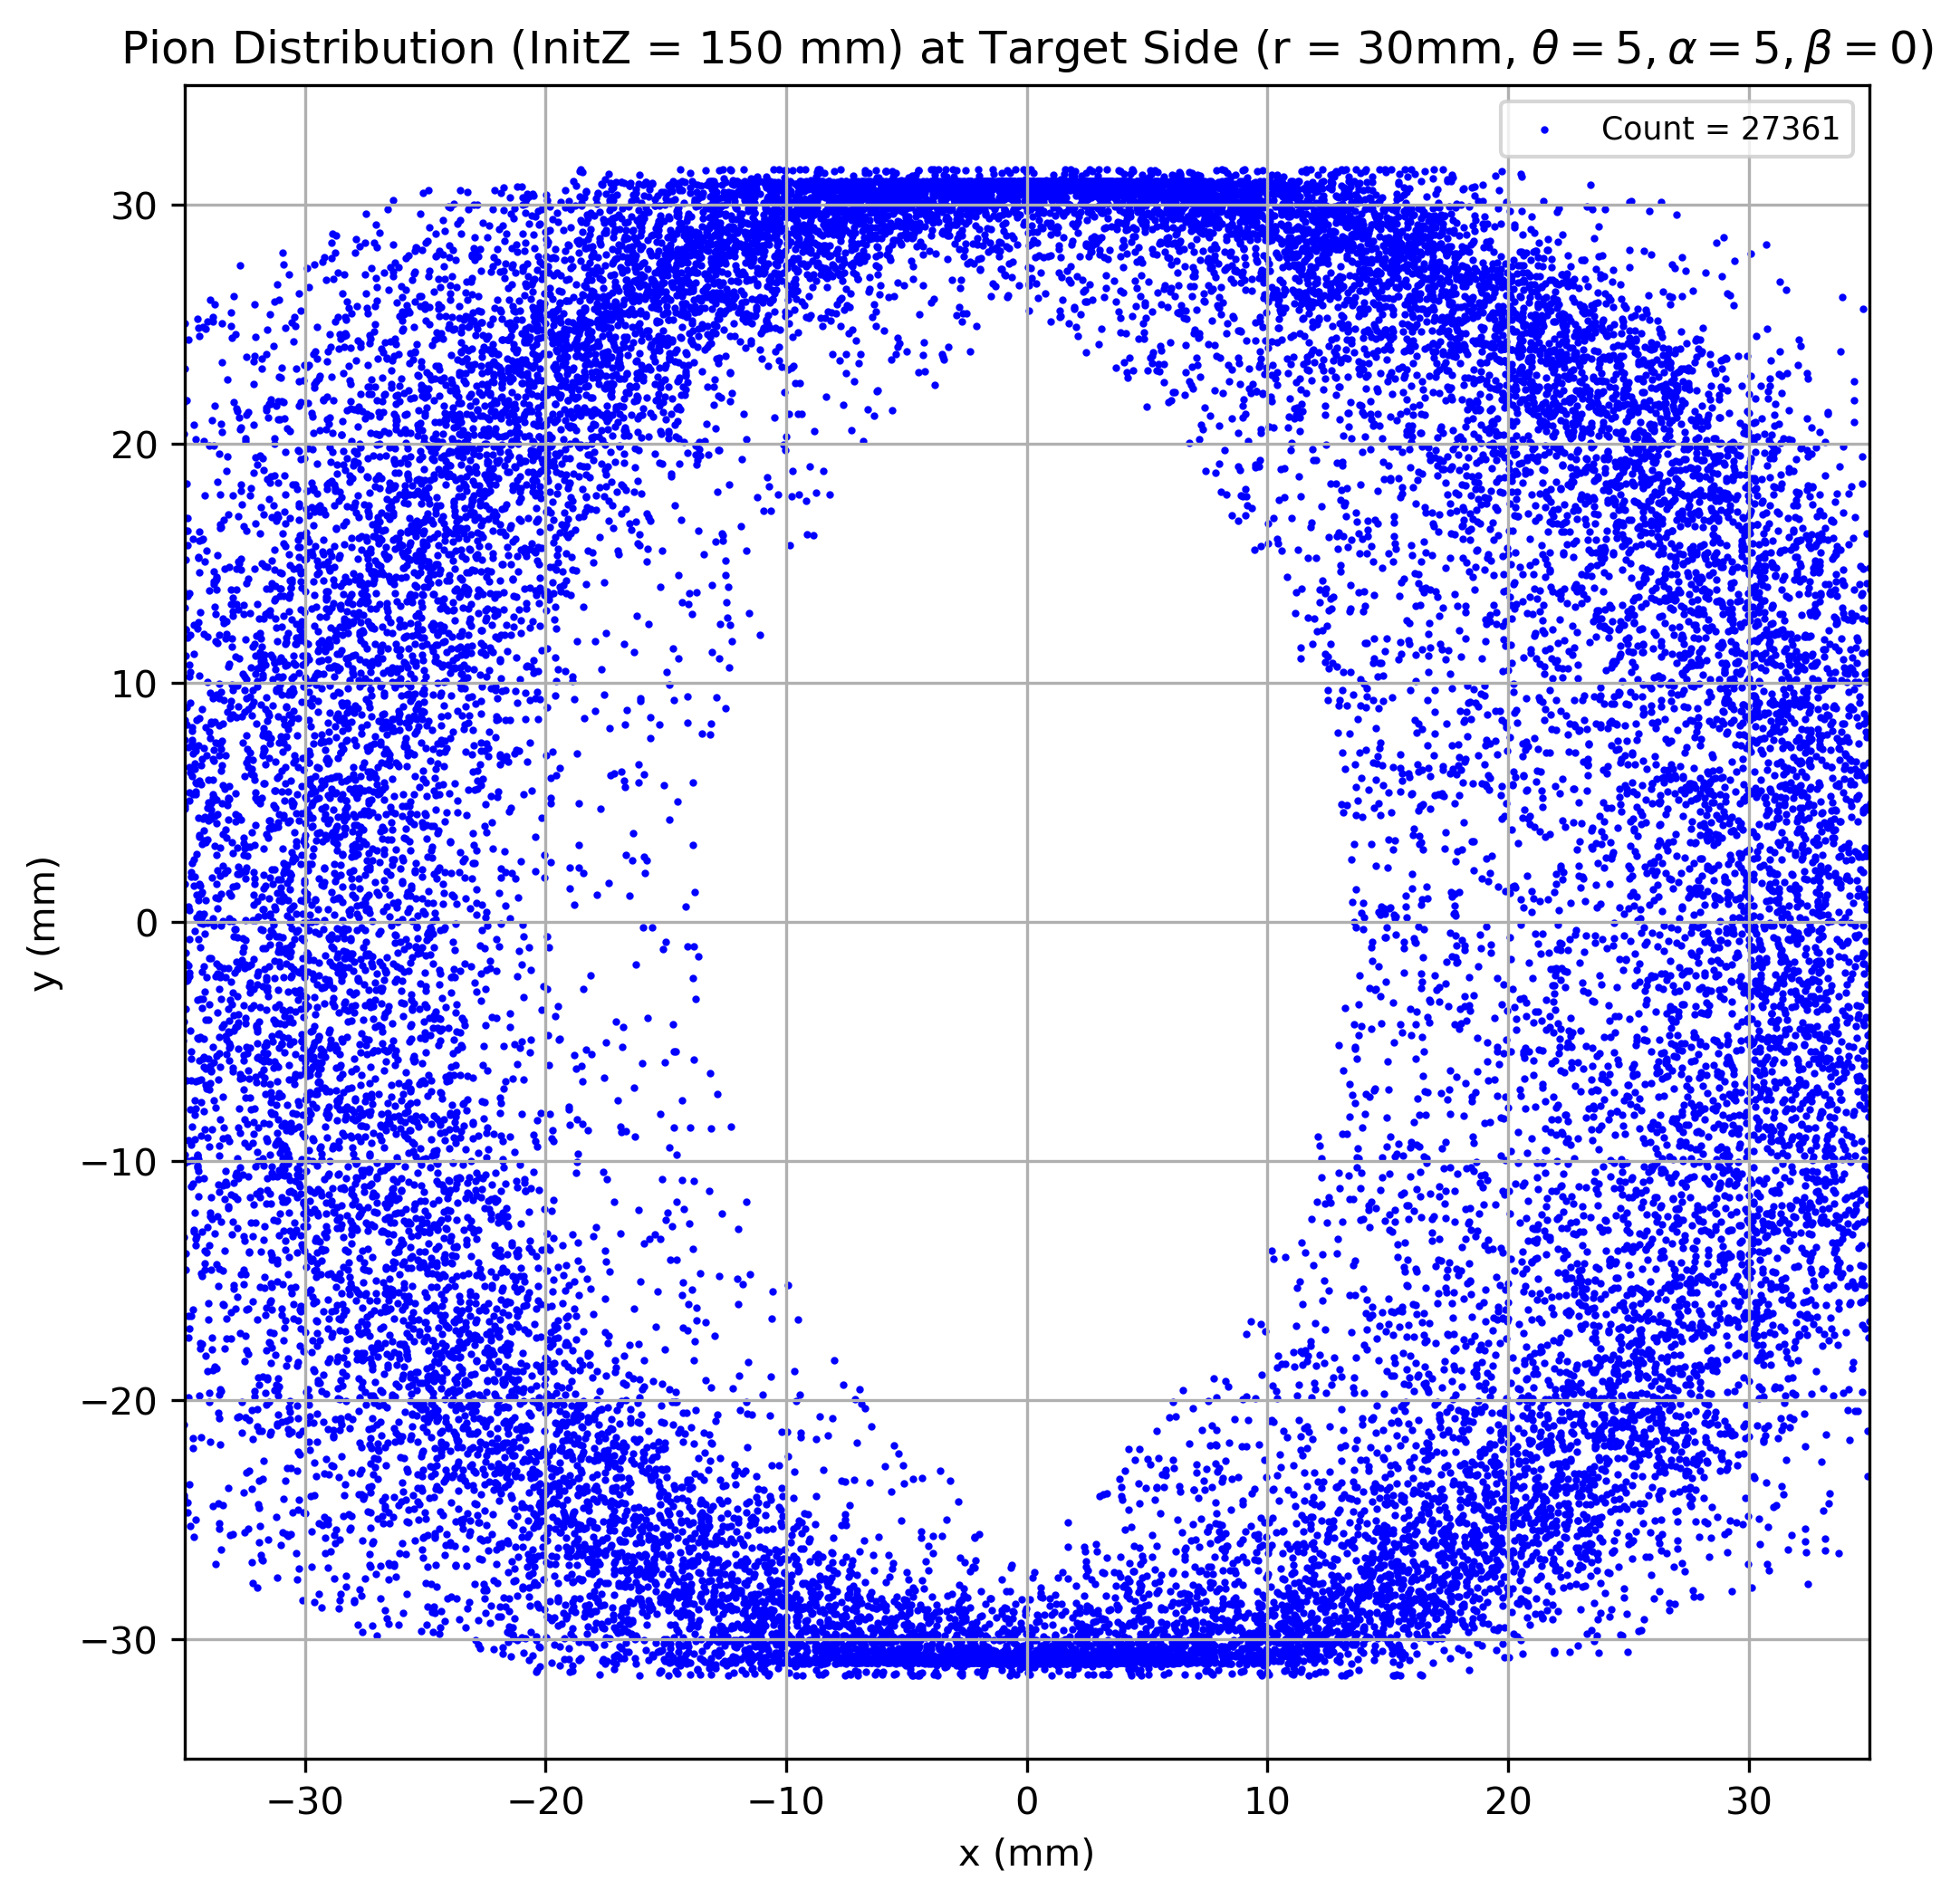 Pion Distribution (InitZ = 150 mm) at Target Side (r = 30mm, θ = 5, α = 5, β = 0)
Count = 27361
30
20
10
0
−10
−20
−30
y (mm)
−30 −20 −10 0 10 20 30
x (mm)